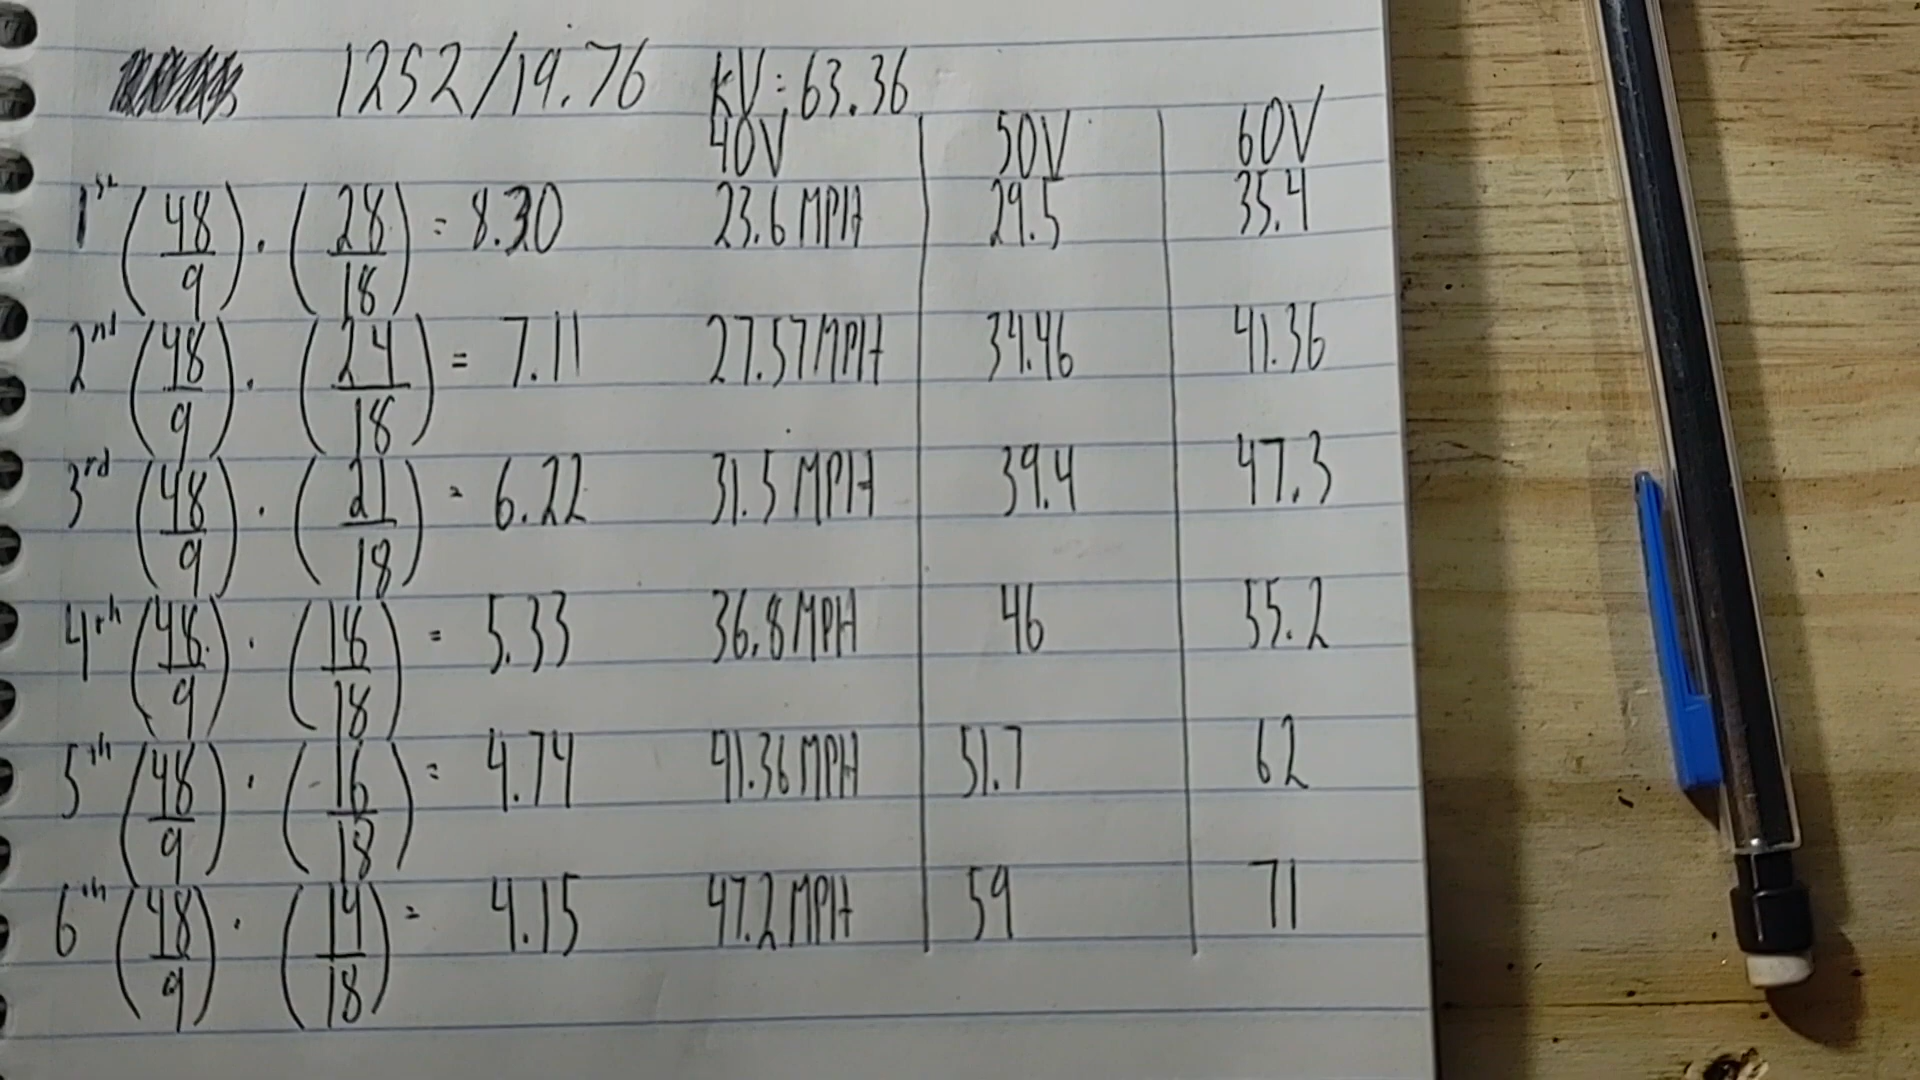 1252/19.76 kV: 63.36
40V 50V 60V
1st (48/9) · (28/18) = 8.30 23.6 MPH 29.5 35.4
2nd (48/9) · (24/18) = 7.11 27.57 MPH 34.46 41.36
3rd (48/9) · (21/18) = 6.22 31.5 MPH 39.4 47.3
4th (48/9) · (18/18) = 5.33 36.8 MPH 46 55.2
5th (48/9) · (16/18) = 4.74 41.36 MPH 51.7 62
6th (48/9) · (14/18) = 4.15 47.2 MPH 59 71